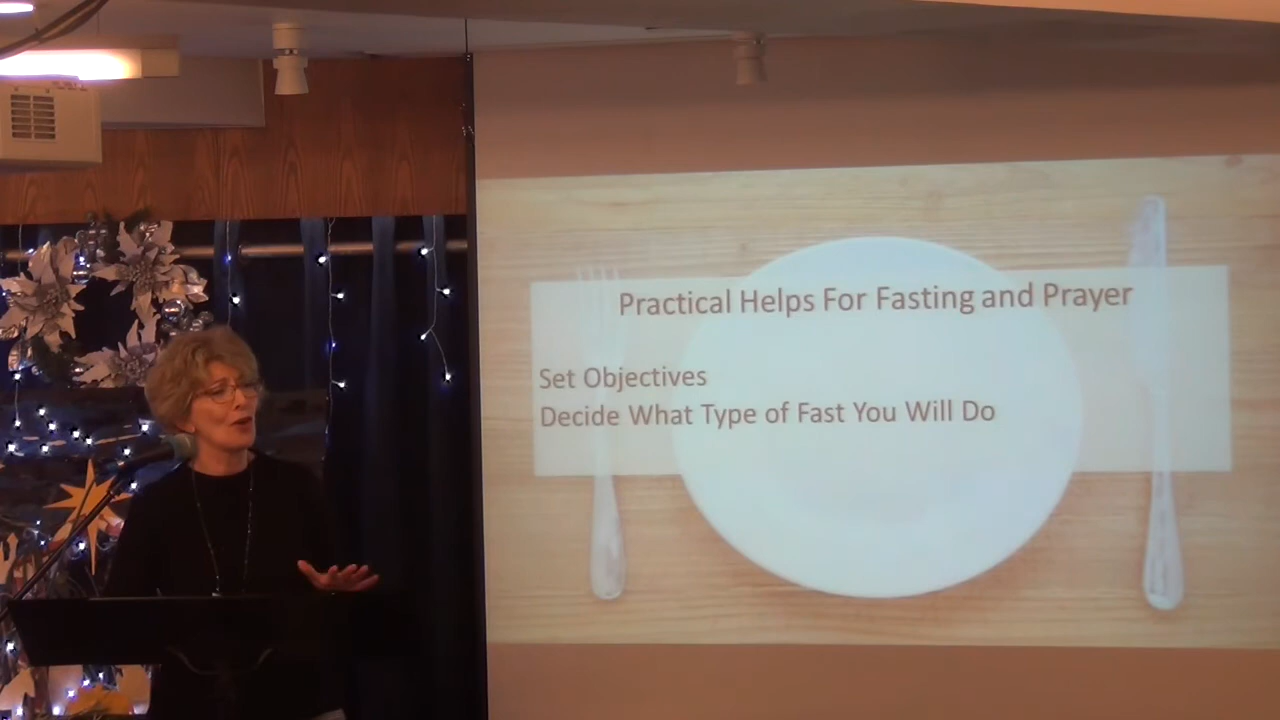 Practical Helps For Fasting and Prayer
Set Objectives
Decide What Type of Fast You Will Do